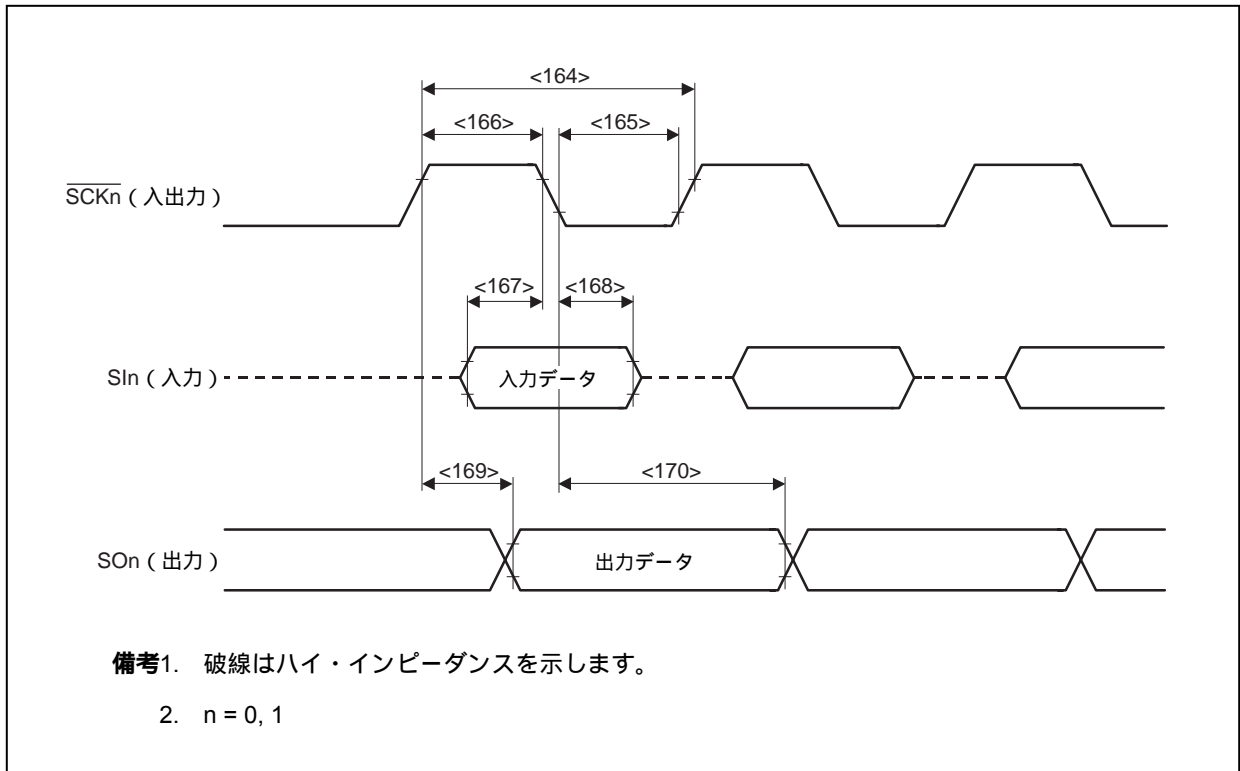 <164>
<166>
<165>
SCKn（入出力）
<167>
<168>
SIn（入力）
入力データ
<169>
<170>
SOn（出力）
出力データ
備考1. 破線はハイ・インピーダンスを示します。
2. n = 0, 1